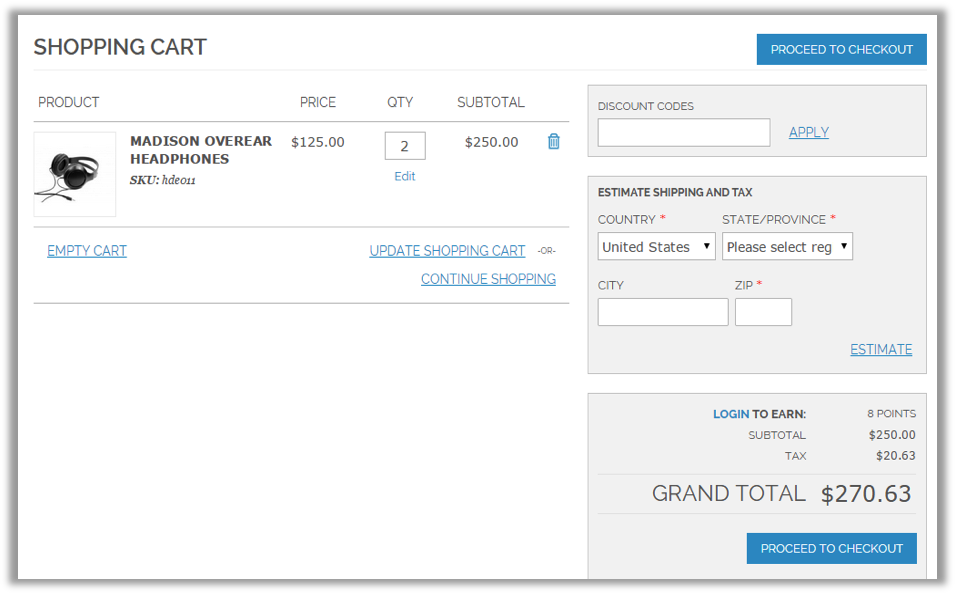 SHOPPING CART
PROCEED TO CHECKOUT
PRODUCT PRICE QTY SUBTOTAL
MADISON OVEREAR
HEADPHONES
SKU: hde011
$125.00 2 $250.00
Edit
EMPTY CART UPDATE SHOPPING CART -OR-
CONTINUE SHOPPING
DISCOUNT CODES
APPLY
ESTIMATE SHIPPING AND TAX
COUNTRY * STATE/PROVINCE *
United States Please select reg
CITY ZIP *
ESTIMATE
LOGIN TO EARN: 8 POINTS
SUBTOTAL $250.00
TAX $20.63
GRAND TOTAL $270.63
PROCEED TO CHECKOUT